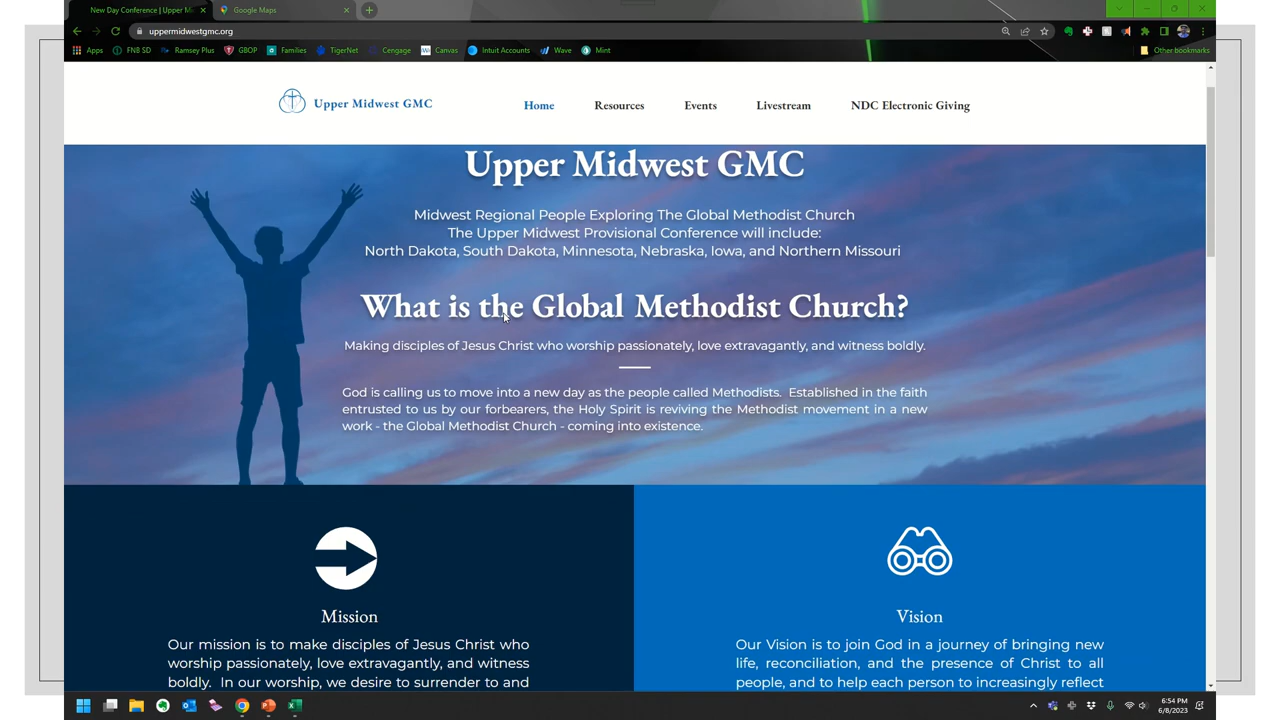 New Day Conference | Upper M
Google Maps
uppermidwestgmc.org
Apps FNB SD Ramsey Plus GBOP Families TigerNet Cengage Canvas Intuit Accounts Wave Mint Other bookmarks
Upper Midwest GMC Home Resources Events Livestream NDC Electronic Giving
Upper Midwest GMC
Midwest Regional People Exploring The Global Methodist Church
The Upper Midwest Provisional Conference will include:
North Dakota, South Dakota, Minnesota, Nebraska, Iowa, and Northern Missouri
What is the Global Methodist Church?
Making disciples of Jesus Christ who worship passionately, love extravagantly, and witness boldly.
God is calling us to move into a new day as the people called Methodists. Established in the faith
entrusted to us by our forbearers, the Holy Spirit is reviving the Methodist movement in a new
work - the Global Methodist Church - coming into existence.
Mission
Our mission is to make disciples of Jesus Christ who
worship passionately, love extravagantly, and witness
boldly. In our worship, we desire to surrender to and
Vision
Our Vision is to join God in a journey of bringing new
life, reconciliation, and the presence of Christ to all
people, and to help each person to increasingly reflect
6:54 PM
6/8/2023